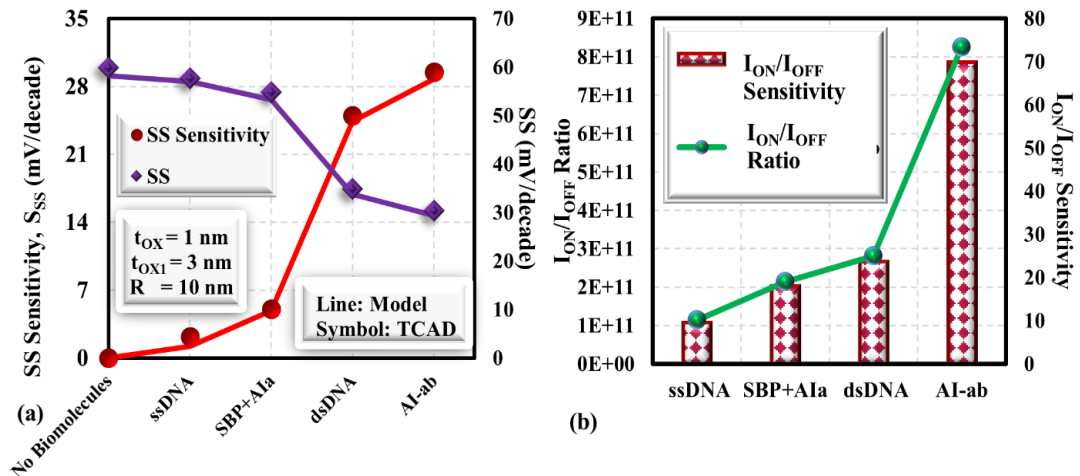 SS Sensitivity, S_SS (mV/decade)
35
28
21
14
7
0
SS Sensitivity
SS
t_OX = 1 nm
t_OX1 = 3 nm
R = 10 nm
Line: Model
Symbol: TCAD
70
60
50
40
30
20
10
0
SS (mV/decade)
No Biomolecules
ssDNA
SBP+AIa
dsDNA
AI-ab
(a)
I_ON/I_OFF Ratio
9E+11
8E+11
7E+11
6E+11
5E+11
4E+11
3E+11
2E+11
1E+11
0E+00
I_ON/I_OFF
Sensitivity
I_ON/I_OFF
Ratio
80
70
60
50
40
30
20
10
0
I_ON/I_OFF Sensitivity
ssDNA
SBP+AIa
dsDNA
AI-ab
(b)